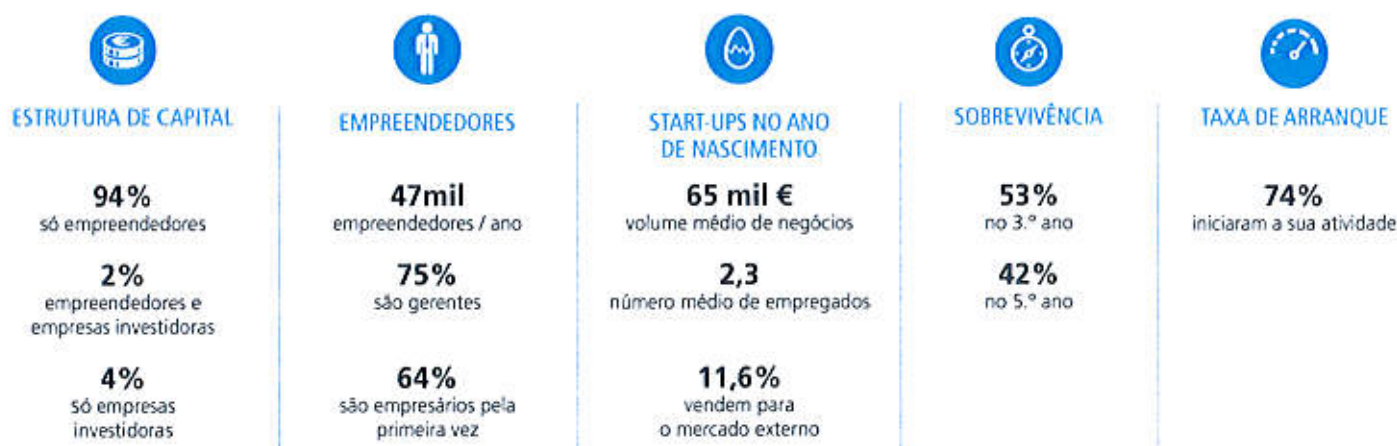 ESTRUTURA DE CAPITAL
94%
só empreendedores
2%
empreendedores e
empresas investidoras
4%
só empresas
investidoras
EMPREENDEDORES
47mil
empreendedores / ano
75%
são gerentes
64%
são empresários pela
primeira vez
START-UPS NO ANO
DE NASCIMENTO
65 mil €
volume médio de negócios
2,3
número médio de empregados
11,6%
vendem para
o mercado externo
SOBREVIVÊNCIA
53%
no 3.º ano
42%
no 5.º ano
TAXA DE ARRANQUE
74%
iniciaram a sua atividade